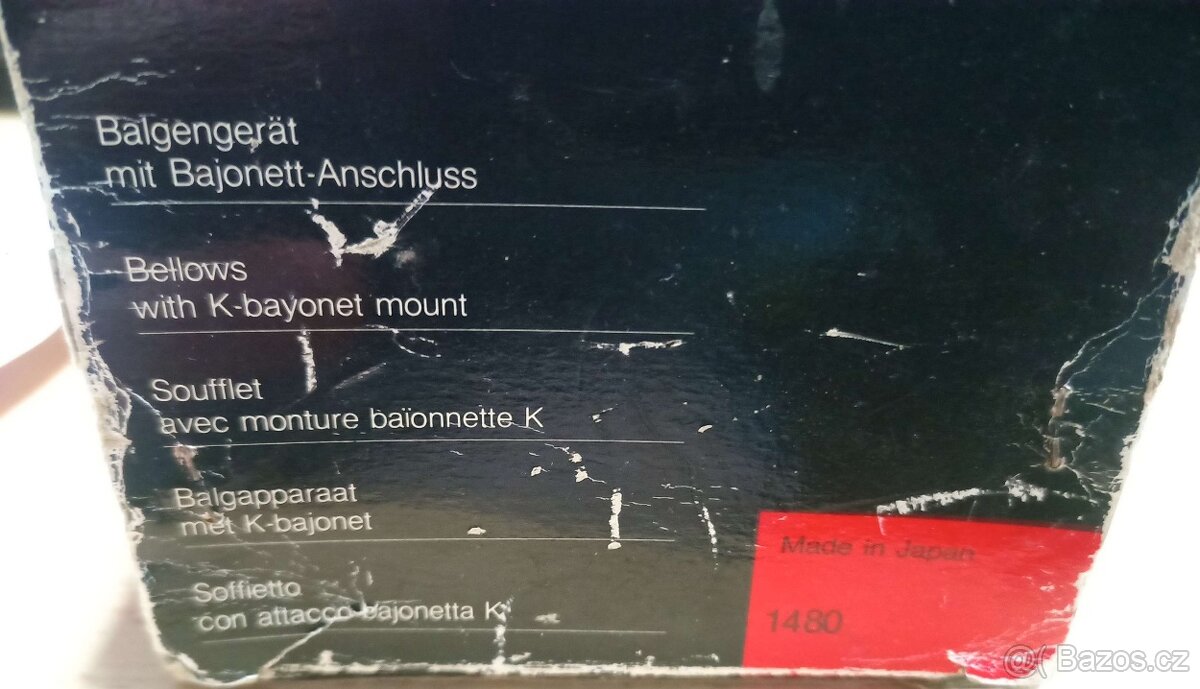 Balgengerät
mit Bajonett-Anschluss
Bellows
with K-bayonet mount
Soufflet
avec monture baïonnette K
Balgapparaat
met K-bajonet
Soffietto
con attacco bajonetta K
Made in Japan
1480
@( Bazos.cz